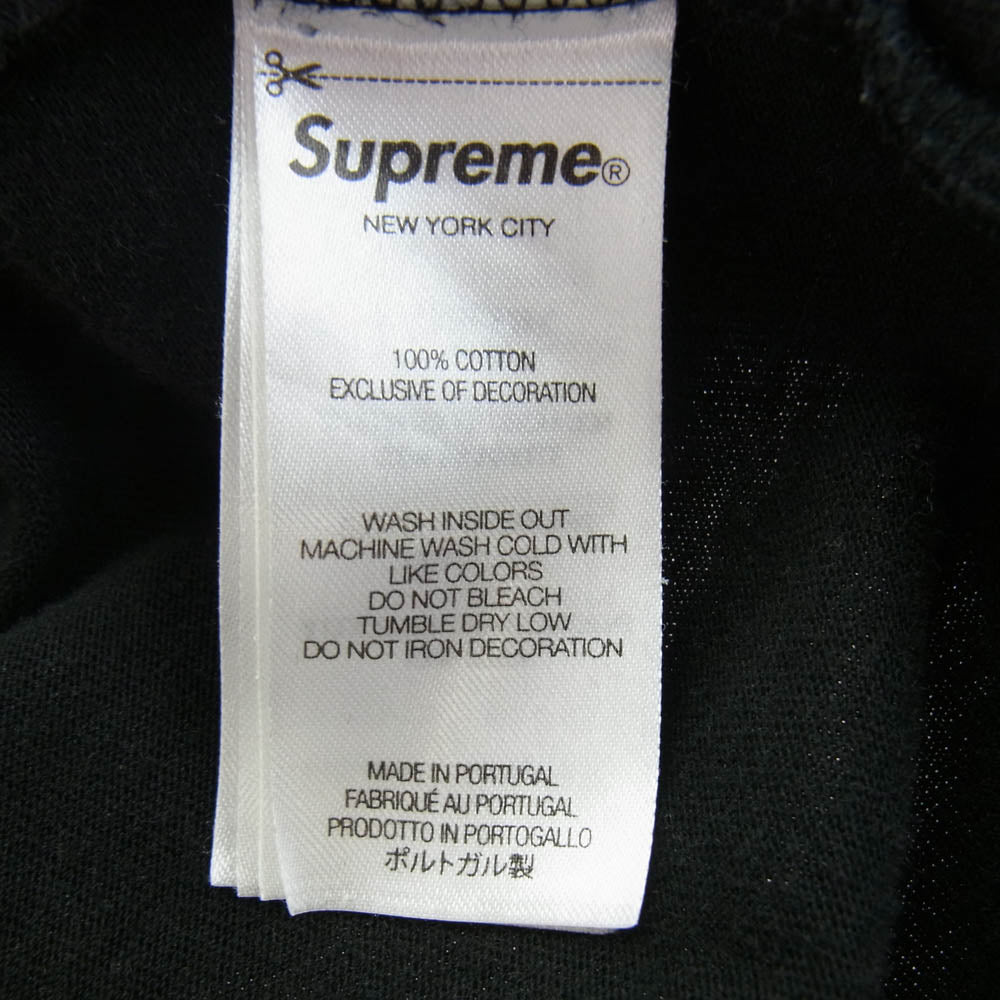 Supreme®
NEW YORK CITY
100% COTTON
EXCLUSIVE OF DECORATION
WASH INSIDE OUT
MACHINE WASH COLD WITH
LIKE COLORS
DO NOT BLEACH
TUMBLE DRY LOW
DO NOT IRON DECORATION
MADE IN PORTUGAL
FABRIQUÉ AU PORTUGAL
PRODOTTO IN PORTOGALLO
ポルトガル製